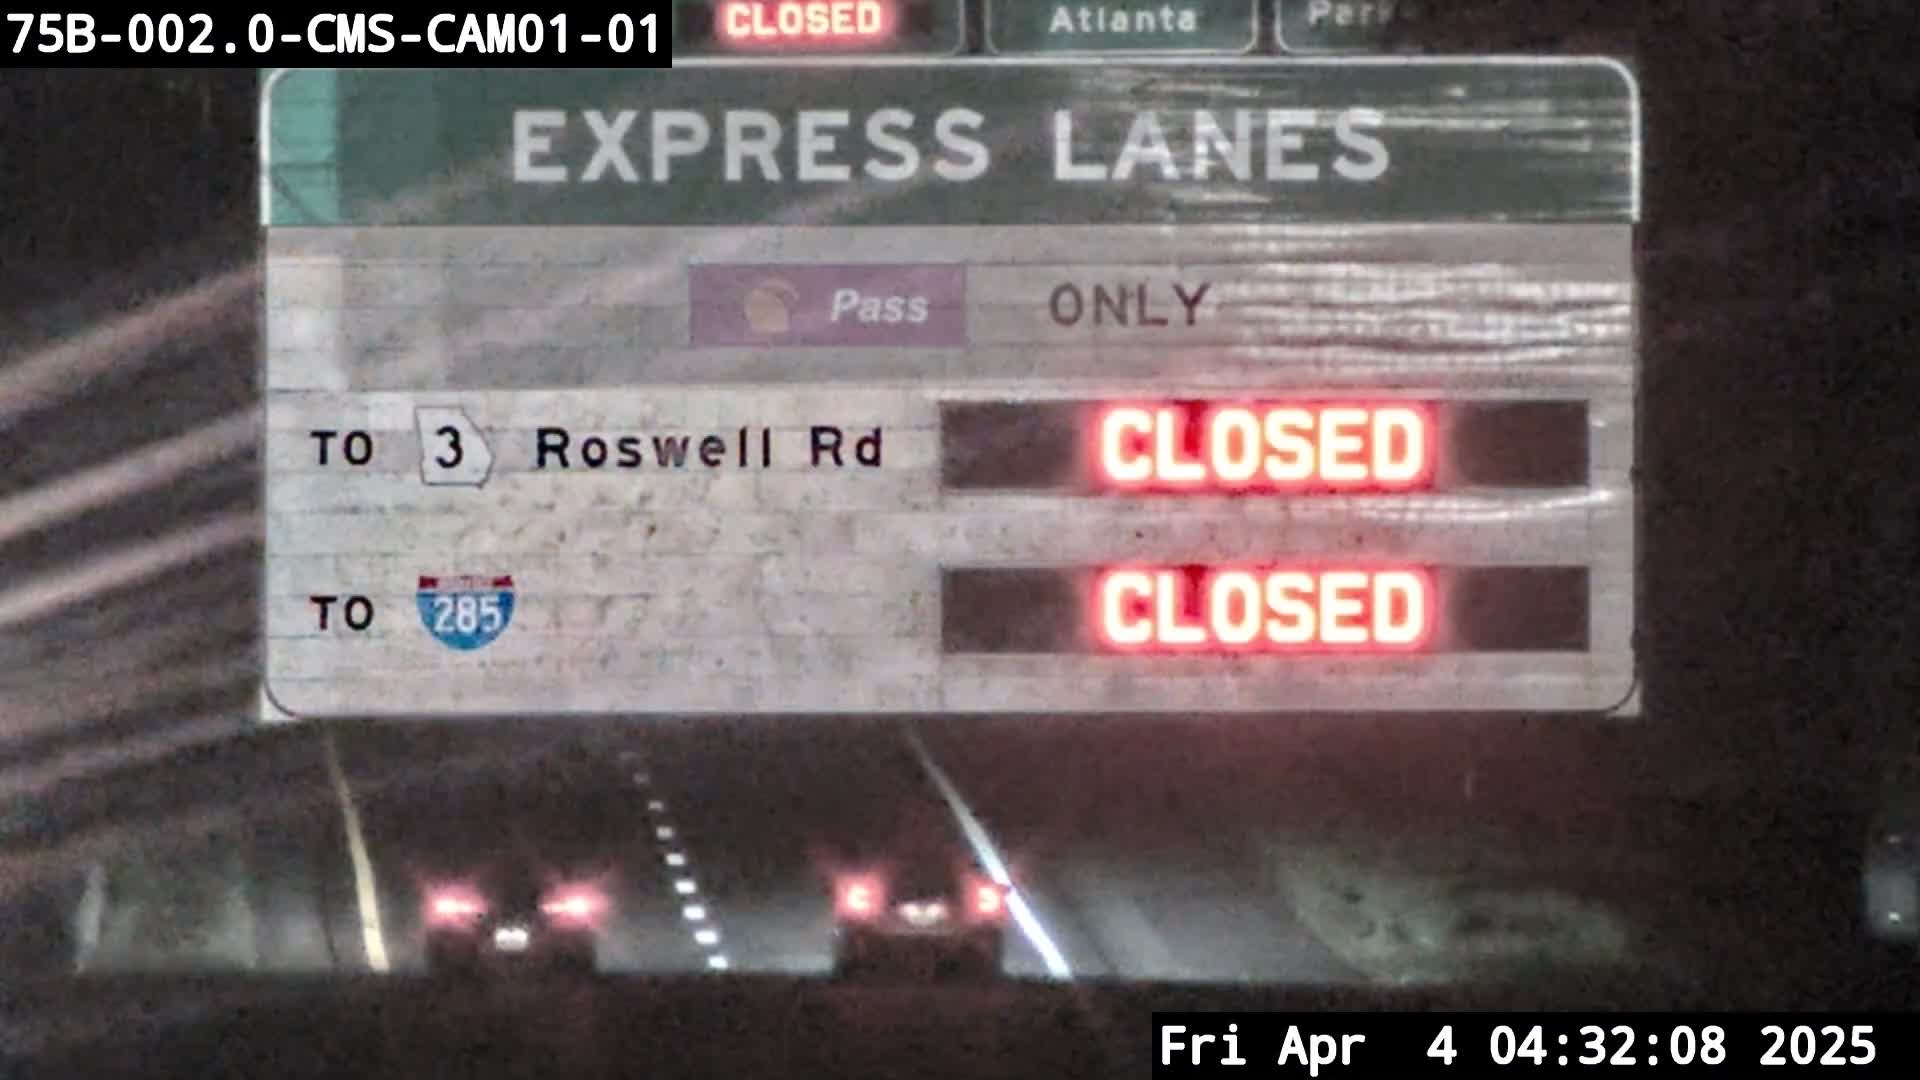 75B-002.0-CMS-CAM01-01
CLOSED
Atlanta
EXPRESS LANES
Pass ONLY
TO 3 Roswell Rd CLOSED
TO 285 CLOSED
Fri Apr 4 04:32:08 2025